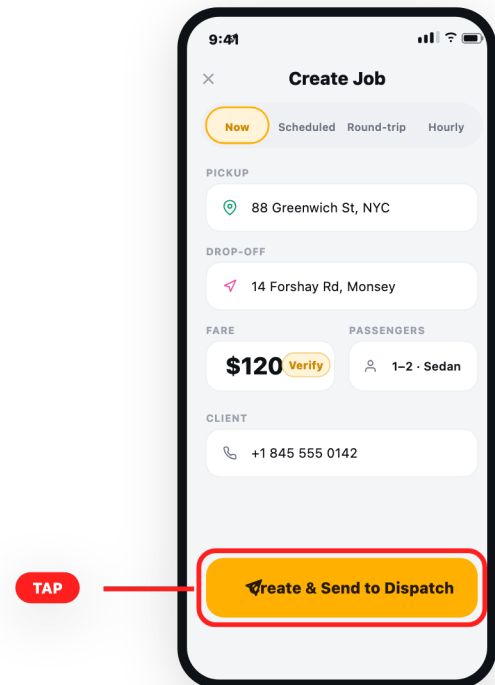 9:41
Create Job
Now Scheduled Round-trip Hourly
PICKUP
88 Greenwich St, NYC
DROP-OFF
14 Forshay Rd, Monsey
FARE PASSENGERS
$120 Verify 1–2 · Sedan
CLIENT
+1 845 555 0142
TAP
Create & Send to Dispatch